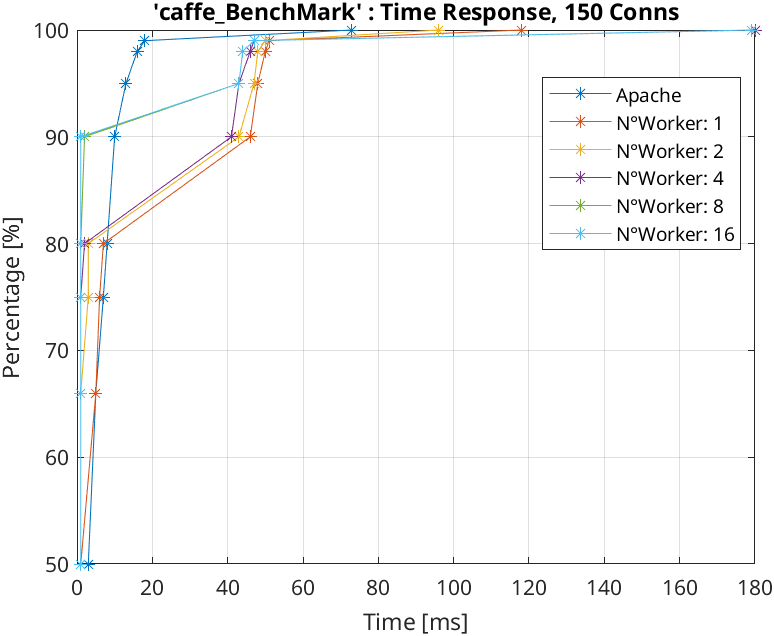 'caffe_BenchMark' : Time Response, 150 Conns
100
90
80
70
60
50
Percentage [%]
Apache
N°Worker: 1
N°Worker: 2
N°Worker: 4
N°Worker: 8
N°Worker: 16
0 20 40 60 80 100 120 140 160 180
Time [ms]